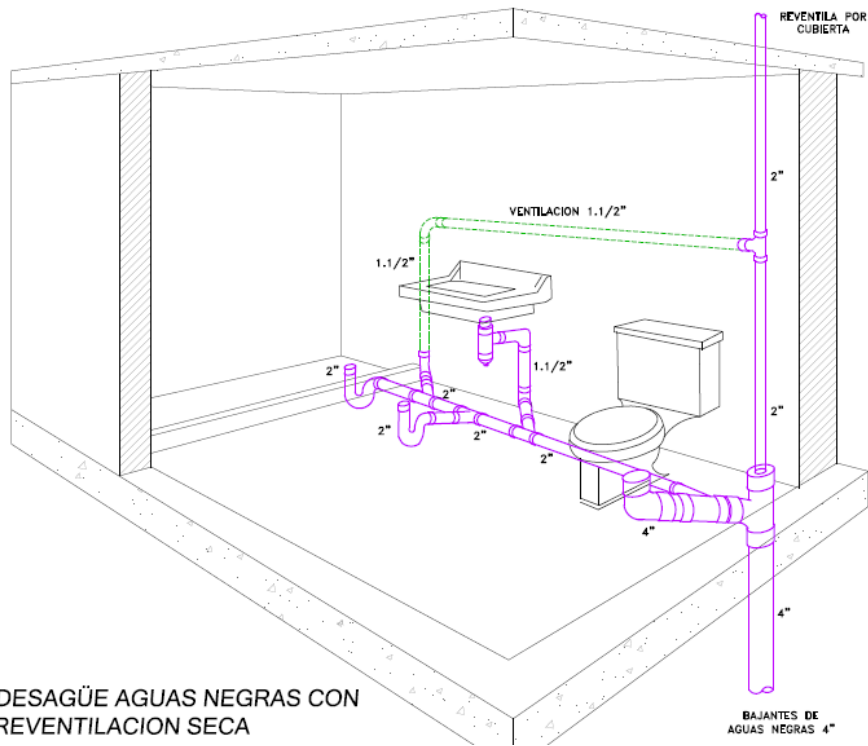 REVENTILA POR
CUBIERTA
2"
VENTILACION 1.1/2"
1.1/2"
1.1/2"
2"
2"
2"
2"
2"
2"
4"
4"
DESAGÜE AGUAS NEGRAS CON
REVENTILACION SECA
BAJANTES DE
AGUAS NEGRAS 4"